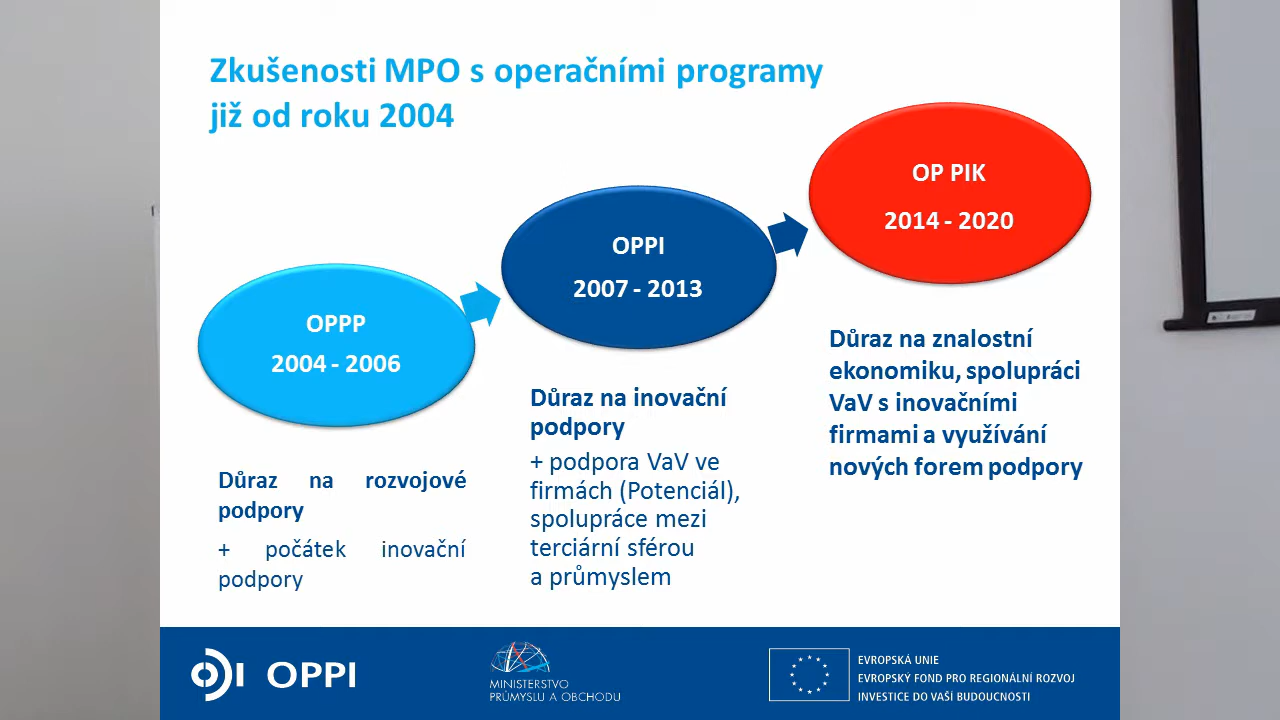 Zkušenosti MPO s operačními programy
již od roku 2004
OPPP
2004 - 2006
OPPI
2007 - 2013
OP PIK
2014 - 2020
Důraz na rozvojové
podpory
+ počátek inovační
podpory
Důraz na inovační
podpory
+ podpora VaV ve
firmách (Potenciál),
spolupráce mezi
terciární sférou
a průmyslem
Důraz na znalostní
ekonomiku, spolupráci
VaV s inovačními
firmami a využívání
nových forem podpory
OPPI
MINISTERSTVO
PRŮMYSLU A OBCHODU
EVROPSKÁ UNIE
EVROPSKÝ FOND PRO REGIONÁLNÍ ROZVOJ
INVESTICE DO VAŠÍ BUDOUCNOSTI